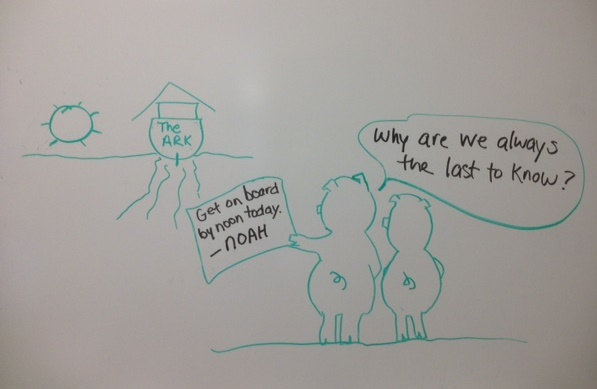 The
ARK
Get on board
by noon today.
- NOAH
Why are we always
the last to know?